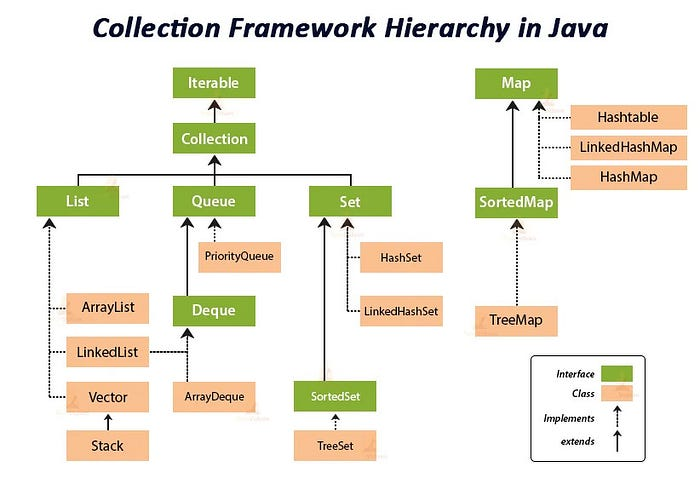 Collection Framework Hierarchy in Java
Iterable
Map
Collection
Hashtable
LinkedHashMap
HashMap
List
Queue
Set
SortedMap
PriorityQueue
HashSet
ArrayList
Deque
LinkedHashSet
TreeMap
LinkedList
Vector
ArrayDeque
SortedSet
Stack
TreeSet
Interface
Class
Implements
extends